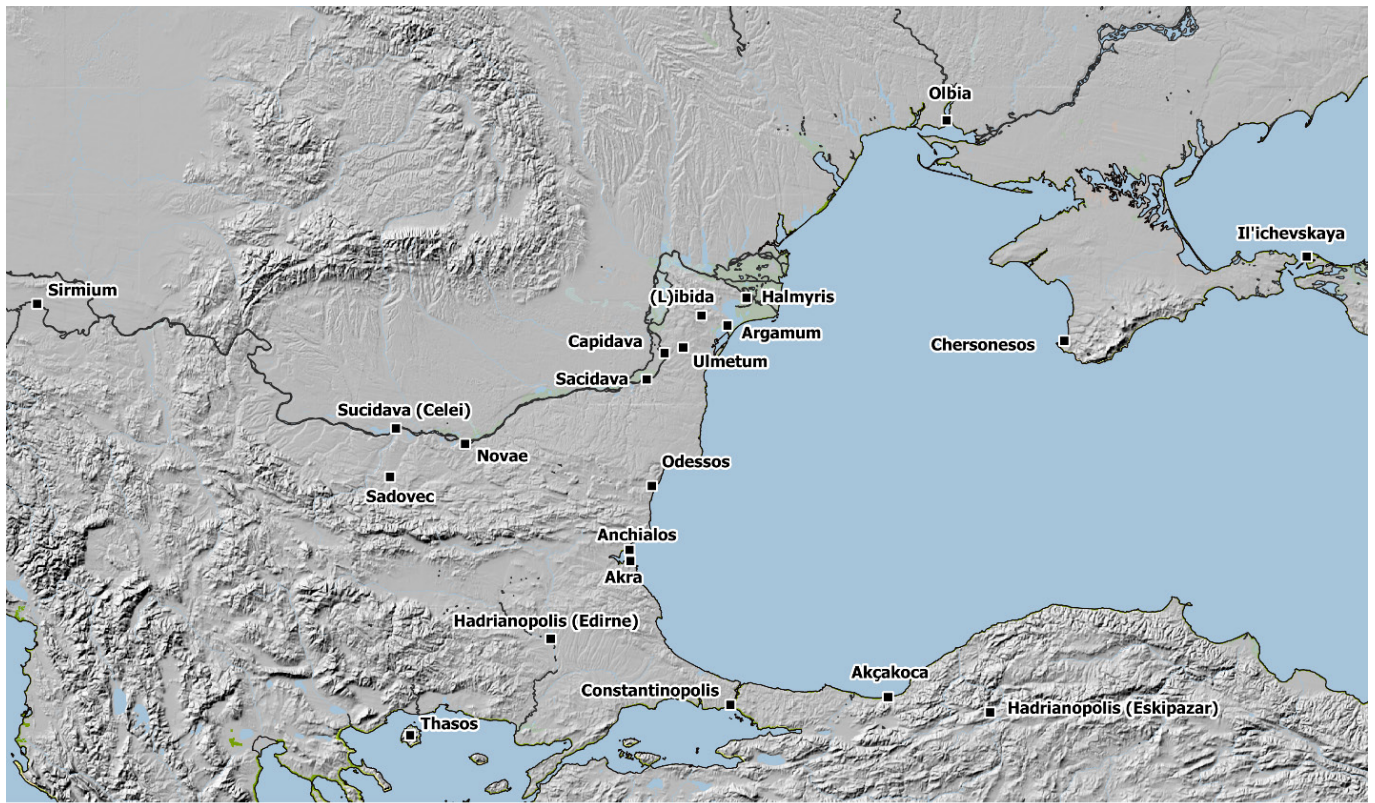 Olbia
Il'ichevskaya
Sirmium
(L)ibida
Halmyris
Argamum
Capidava
Chersonesos
Ulmetum
Sacidava
Sucidava (Celei)
Novae
Odessos
Sadovec
Anchialos
Akra
Hadrianopolis (Edirne)
Akçakoca
Constantinopolis
Hadrianopolis (Eskipazar)
Thasos